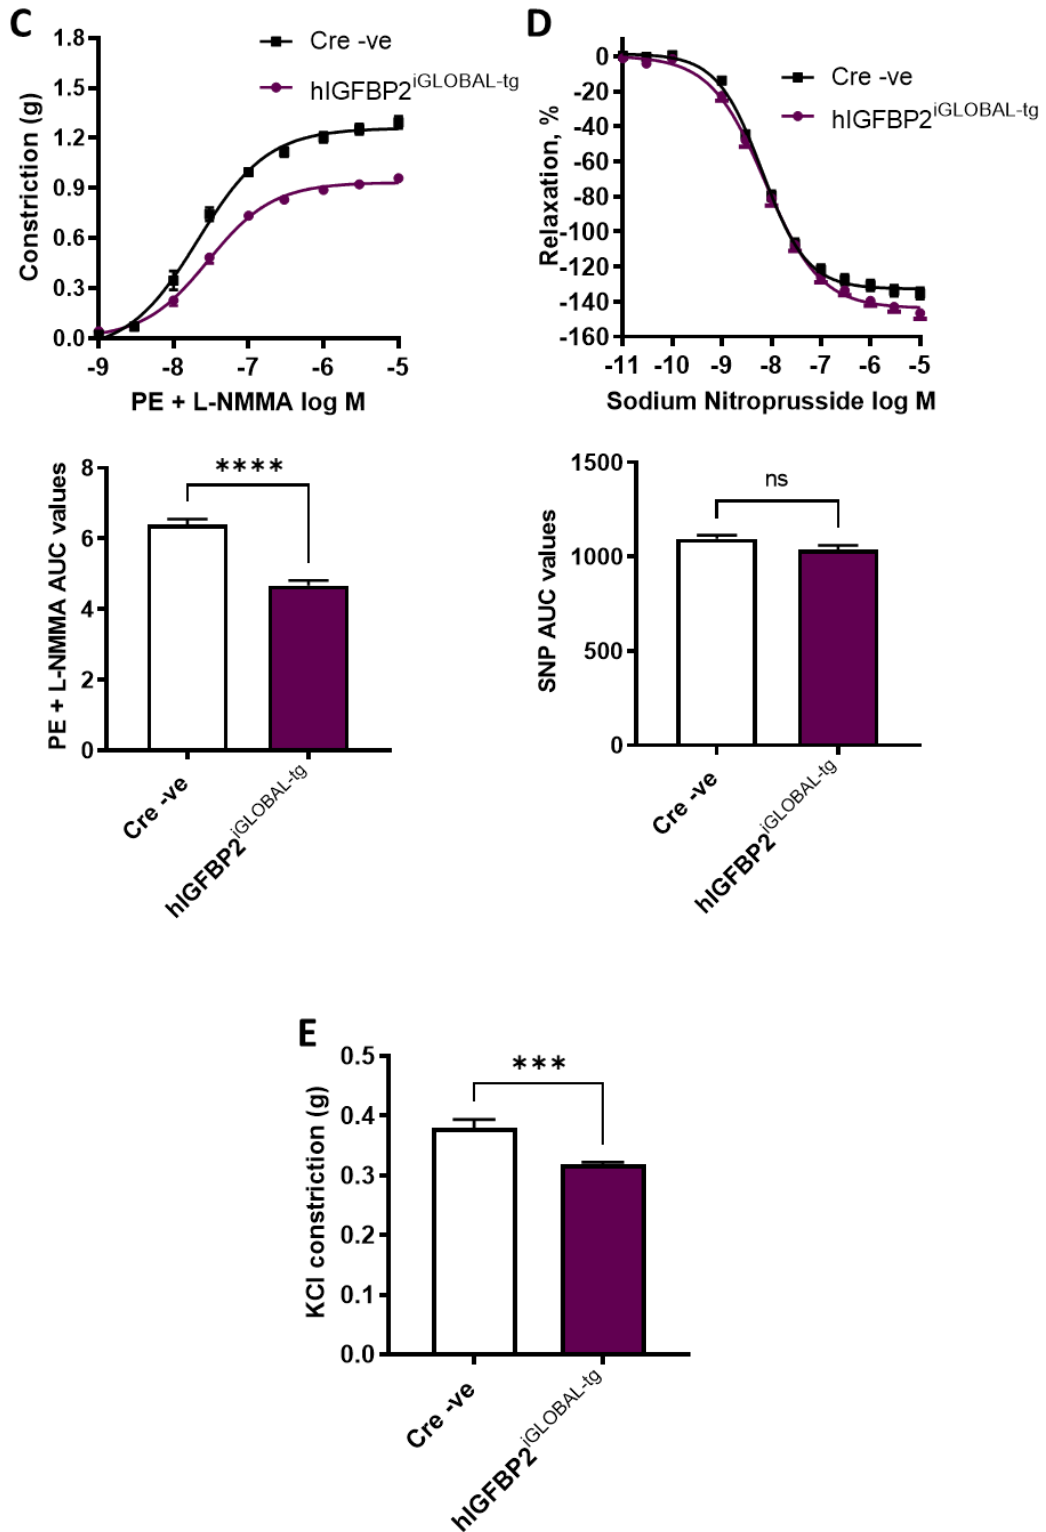 C
1.8
1.5
1.2
0.9
0.6
0.3
0.0
Constriction (g)
Cre -ve
hIGFBP2iGLOBAL-tg
-9 -8 -7 -6 -5
PE + L-NMMA log M
D
0
-20
-40
-60
-80
-100
-120
-140
-160
Relaxation, %
Cre -ve
hIGFBP2iGLOBAL-tg
-11 -10 -9 -8 -7 -6 -5
Sodium Nitroprusside log M
8
6
4
2
0
PE + L-NMMA AUC values
****
Cre -ve
hIGFBP2iGLOBAL-tg
1500
1000
500
0
SNP AUC values
ns
Cre -ve
hIGFBP2iGLOBAL-tg
E
0.5
0.4
0.3
0.2
0.1
0.0
KCl constriction (g)
***
Cre -ve
hIGFBP2iGLOBAL-tg